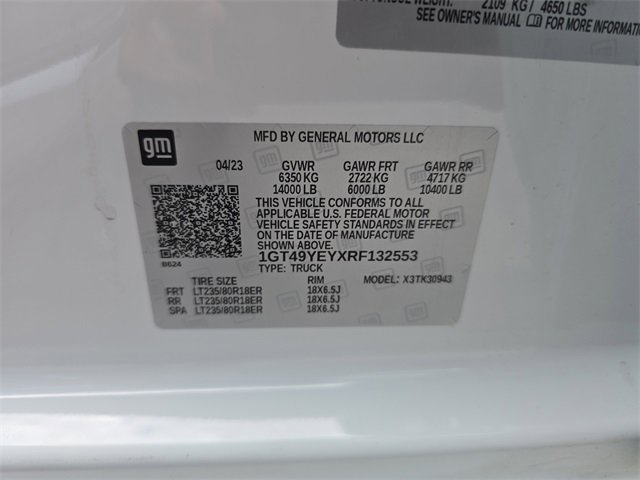 2109 KG / 4650 LBS
SEE OWNER'S MANUAL FOR MORE INFORMATION
gm
MFD BY GENERAL MOTORS LLC
04/23 GVWR GAWR FRT GAWR RR
6350 KG 2722 KG 4717 KG
14000 LB 6000 LB 10400 LB
THIS VEHICLE CONFORMS TO ALL
APPLICABLE U.S. FEDERAL MOTOR
VEHICLE SAFETY STANDARDS IN EFFECT
ON THE DATE OF MANUFACTURE
SHOWN ABOVE.
B624
1GT49YEYXRF132553
TYPE: TRUCK MODEL: X3TK30943
TIRE SIZE RIM
FRT LT235/80R18ER 18X6.5J
RR LT235/80R18ER 18X6.5J
SPA LT235/80R18ER 18X6.5J